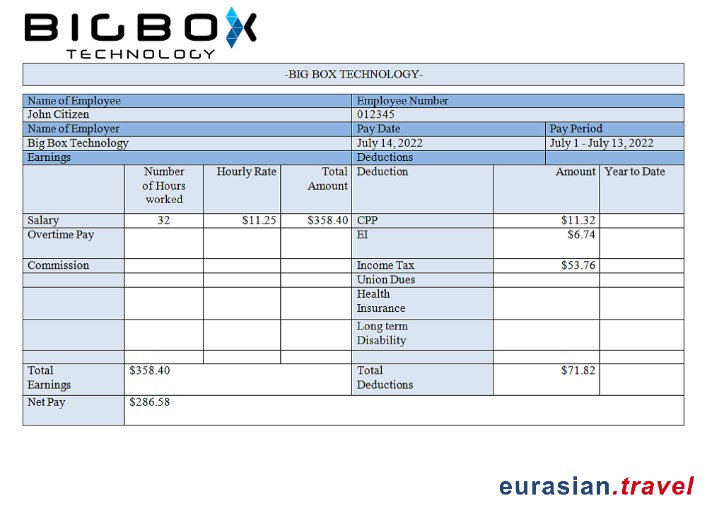 BIGBOX
TECHNOLOGY
-BIG BOX TECHNOLOGY-
Name of Employee Employee Number
John Citizen 012345
Name of Employer Pay Date Pay Period
Big Box Technology July 14, 2022 July 1 - July 13, 2022
Earnings Deductions
Number of Hours worked Hourly Rate Total Amount Deduction Amount Year to Date
Salary 32 $11.25 $358.40 CPP $11.32
Overtime Pay EI $6.74
Commission Income Tax $53.76
Union Dues
Health
Insurance
Long term
Disability
Total Earnings $358.40 Total Deductions $71.82
Net Pay $286.58
eurasian.travel